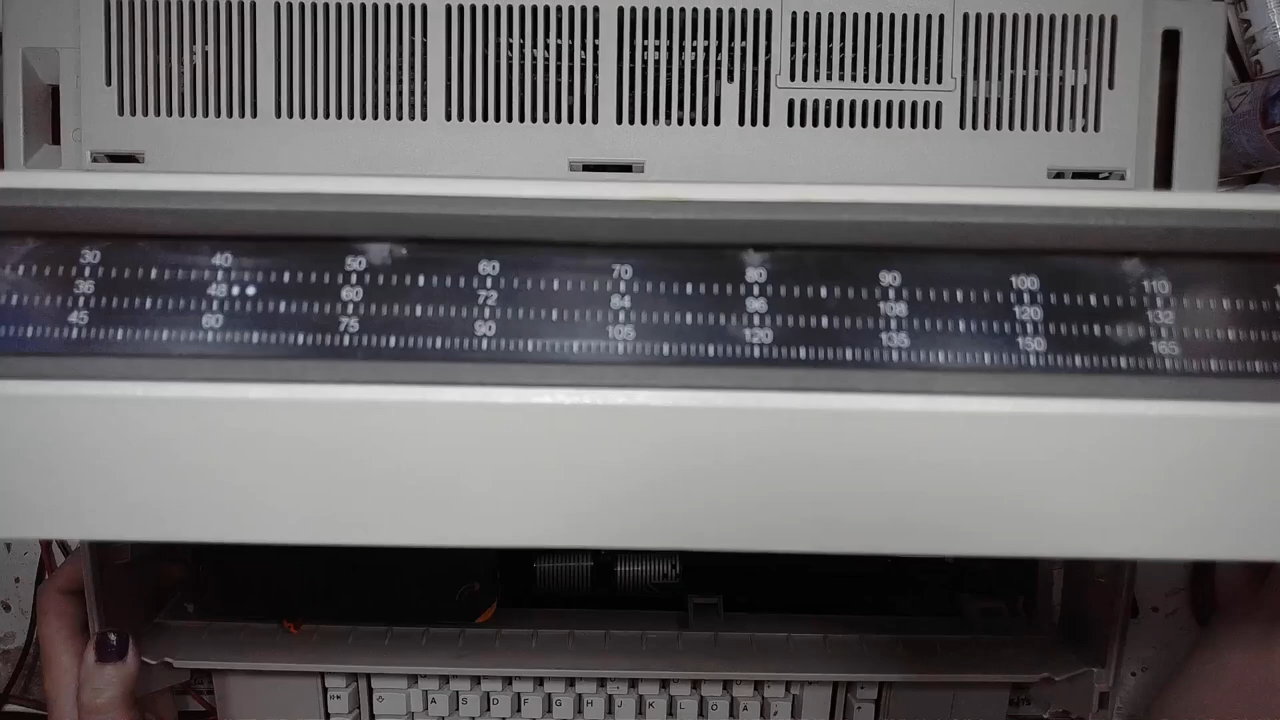 30 40 50 60 70 80 90 100 110
36 48 60 72 84 96 108 120 132
45 60 75 90 105 120 135 150 165
A S D F G H J K L Ö Ä #